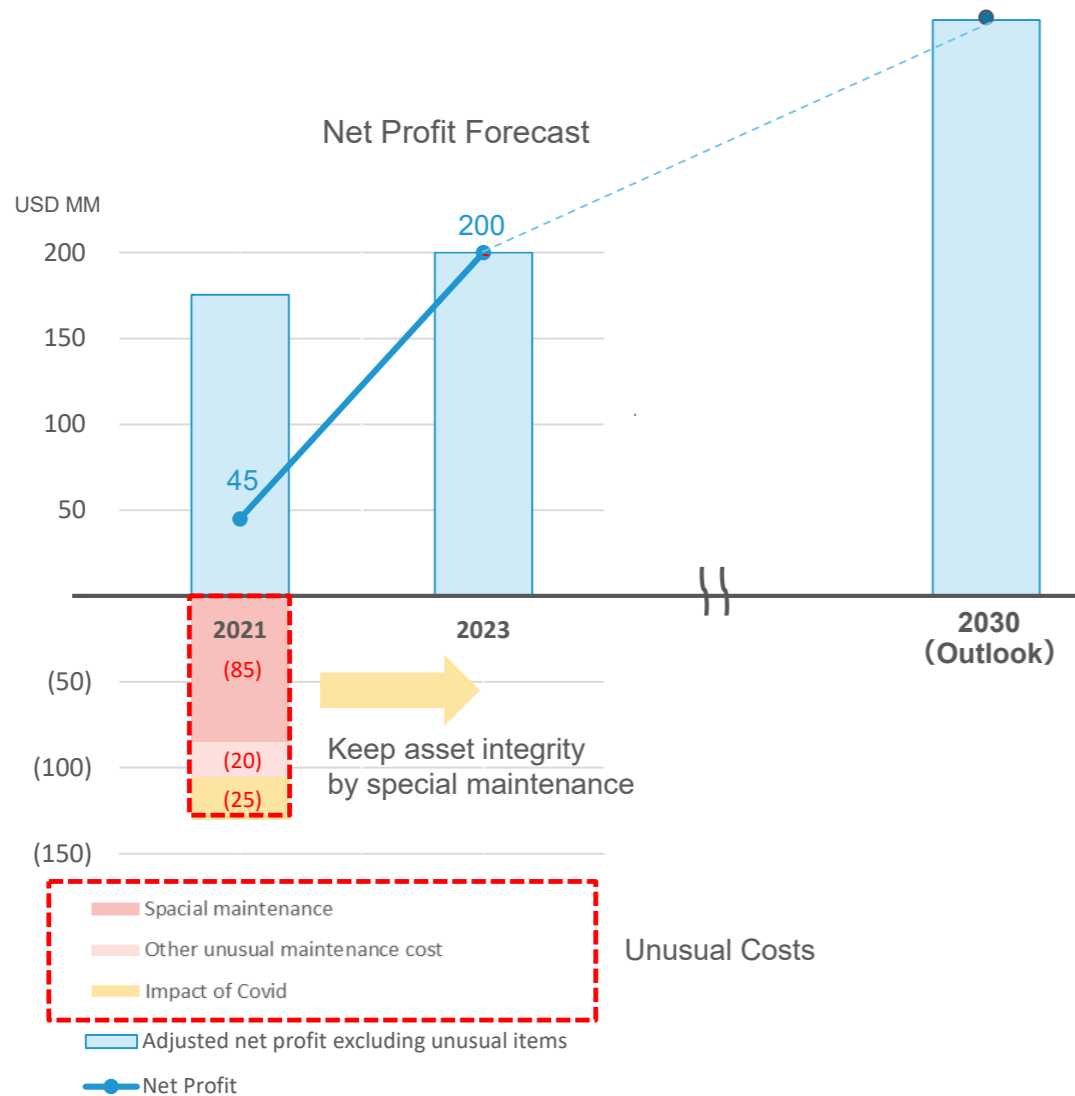 Net Profit Forecast
USD MM
200
200
150
100
45
50
2021
2023
2030
（Outlook）
(85)
(50)
Keep asset integrity
by special maintenance
(20)
(100)
(25)
(150)
Spacial maintenance
Other unusual maintenance cost
Unusual Costs
Impact of Covid
Adjusted net profit excluding unusual items
Net Profit